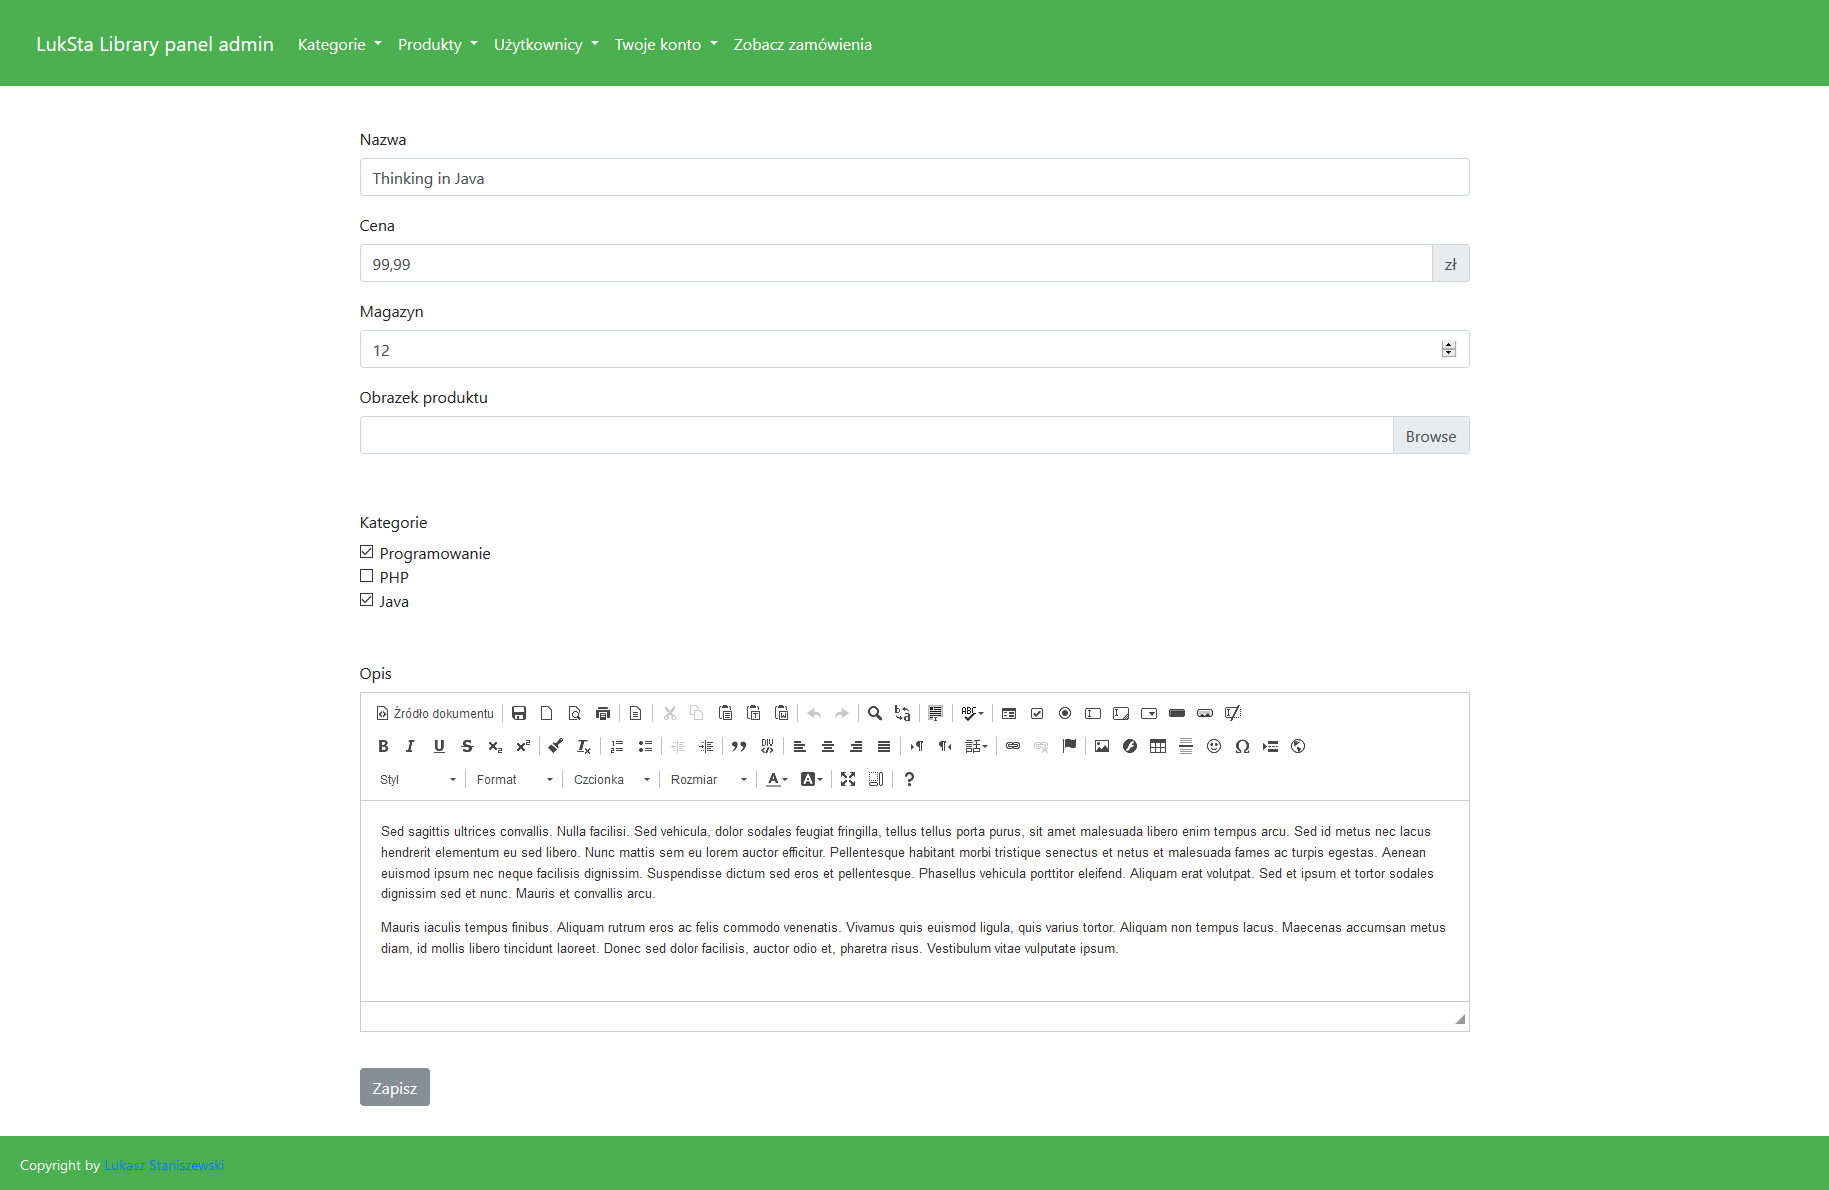 LukSta Library panel admin Kategorie Produkty Użytkownicy Twoje konto Zobacz zamówienia
Nazwa
Thinking in Java
Cena
99,99 zł
Magazyn
12
Obrazek produktu
Browse
Kategorie
Programowanie
PHP
Java
Opis
Źródło dokumentu
Styl Format Czcionka Rozmiar
Sed sagittis ultrices convallis. Nulla facilisi. Sed vehicula, dolor sodales feugiat fringilla, tellus tellus porta purus, sit amet malesuada libero enim tempus arcu. Sed id metus nec lacus
hendrerit elementum eu sed libero. Nunc mattis sem eu lorem auctor efficitur. Pellentesque habitant morbi tristique senectus et netus et malesuada fames ac turpis egestas. Aenean
euismod ipsum nec neque facilisis dignissim. Suspendisse dictum sed eros et pellentesque. Phasellus vehicula porttitor eleifend. Aliquam erat volutpat. Sed et ipsum et tortor sodales
dignissim sed et nunc. Mauris et convallis arcu.
Mauris iaculis tempus finibus. Aliquam rutrum eros ac felis commodo venenatis. Vivamus quis euismod ligula, quis varius tortor. Aliquam non tempus lacus. Maecenas accumsan metus
diam, id mollis libero tincidunt laoreet. Donec sed dolor facilisis, auctor odio et, pharetra risus. Vestibulum vitae vulputate ipsum.
Zapisz
Copyright by Lukasz Staniszewski